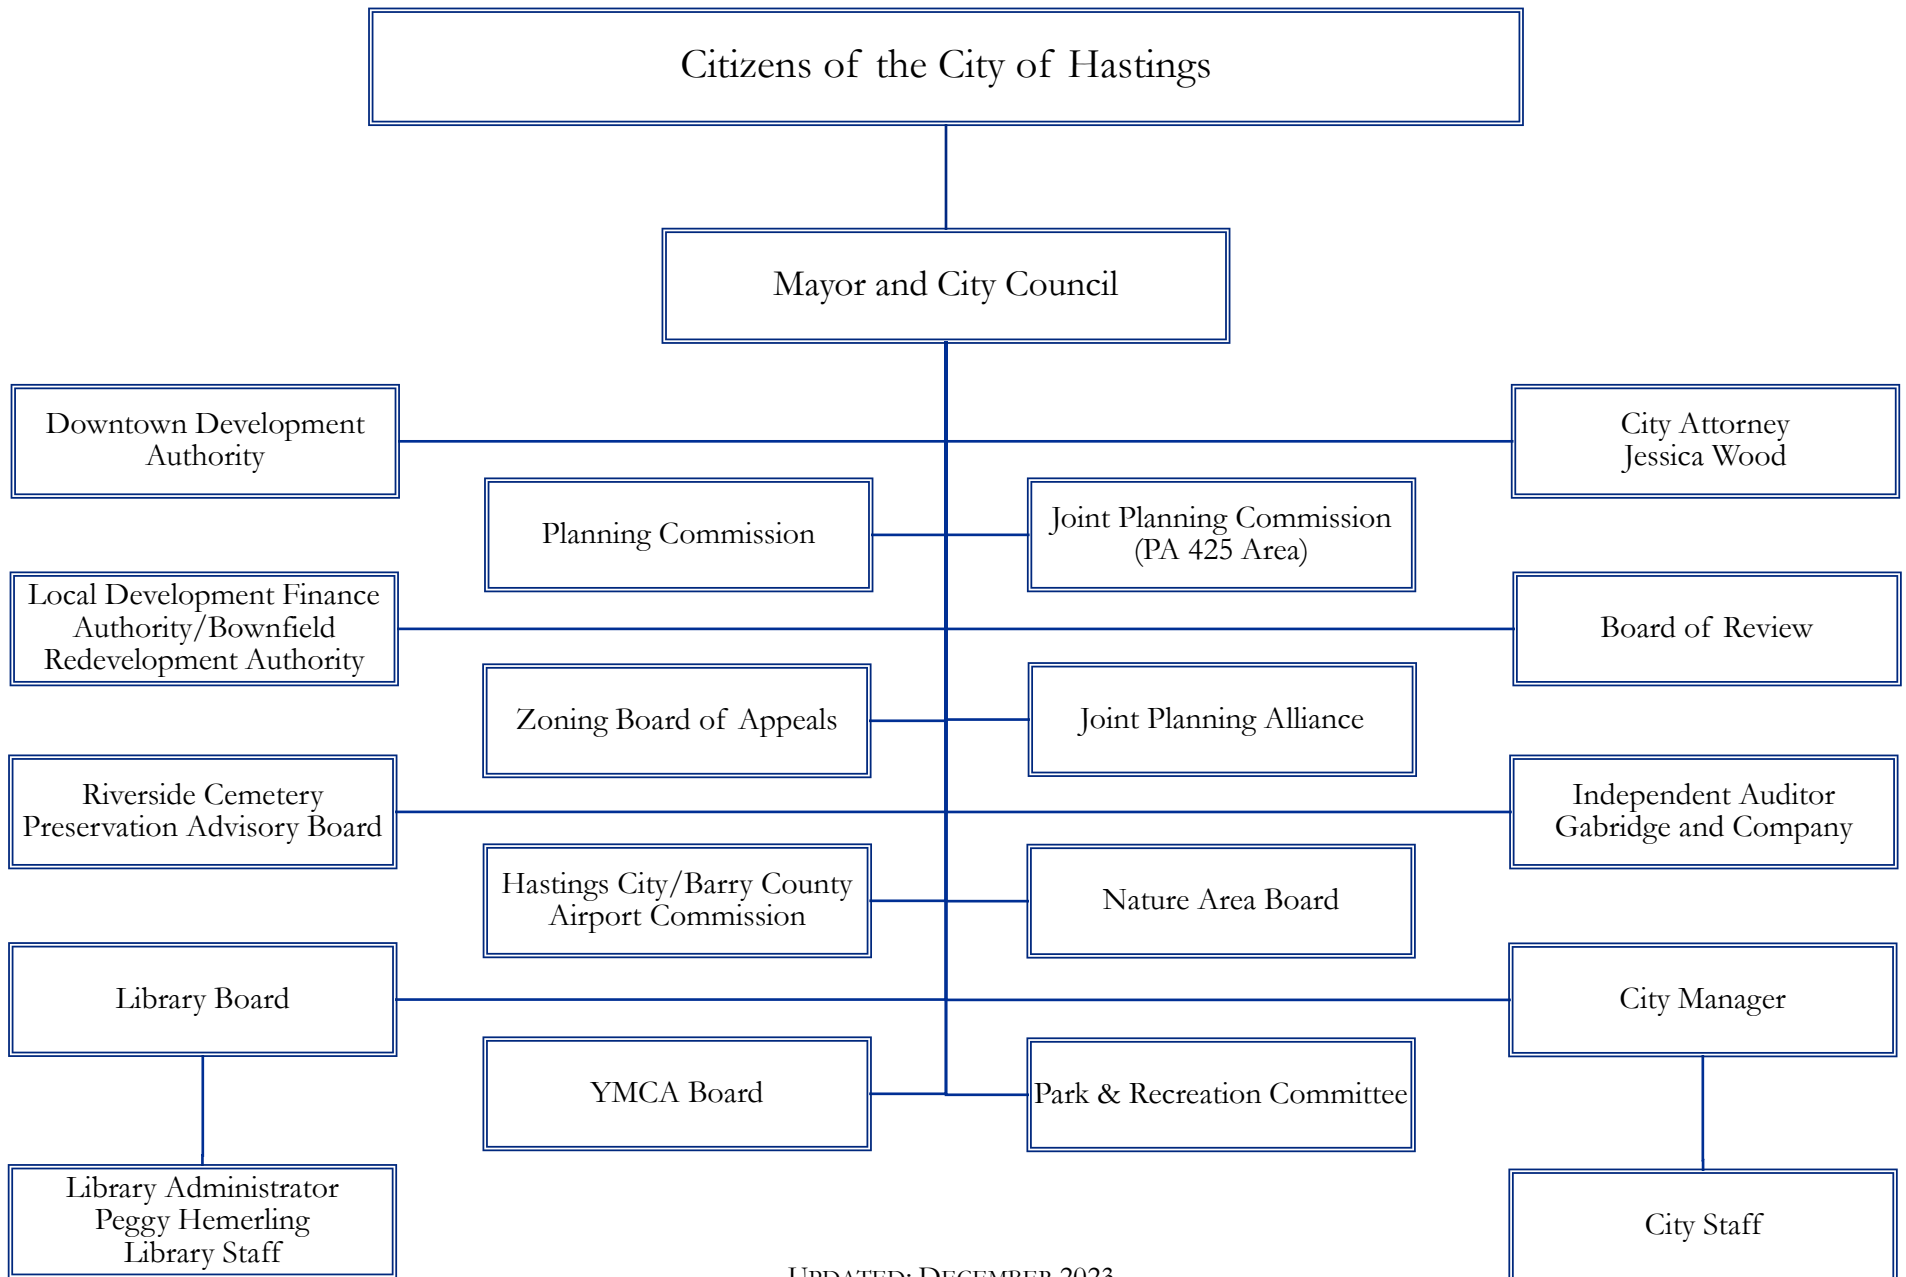 Citizens of the City of Hastings
Mayor and City Council
Downtown Development
Authority
City Attorney
Jessica Wood
Planning Commission
Joint Planning Commission
(PA 425 Area)
Local Development Finance
Authority/Bownfield
Redevelopment Authority
Board of Review
Zoning Board of Appeals
Joint Planning Alliance
Riverside Cemetery
Preservation Advisory Board
Independent Auditor
Gabridge and Company
Hastings City/Barry County
Airport Commission
Nature Area Board
Library Board
City Manager
YMCA Board
Park & Recreation Committee
Library Administrator
Peggy Hemerling
Library Staff
City Staff
UPDATED: DECEMBER 2023